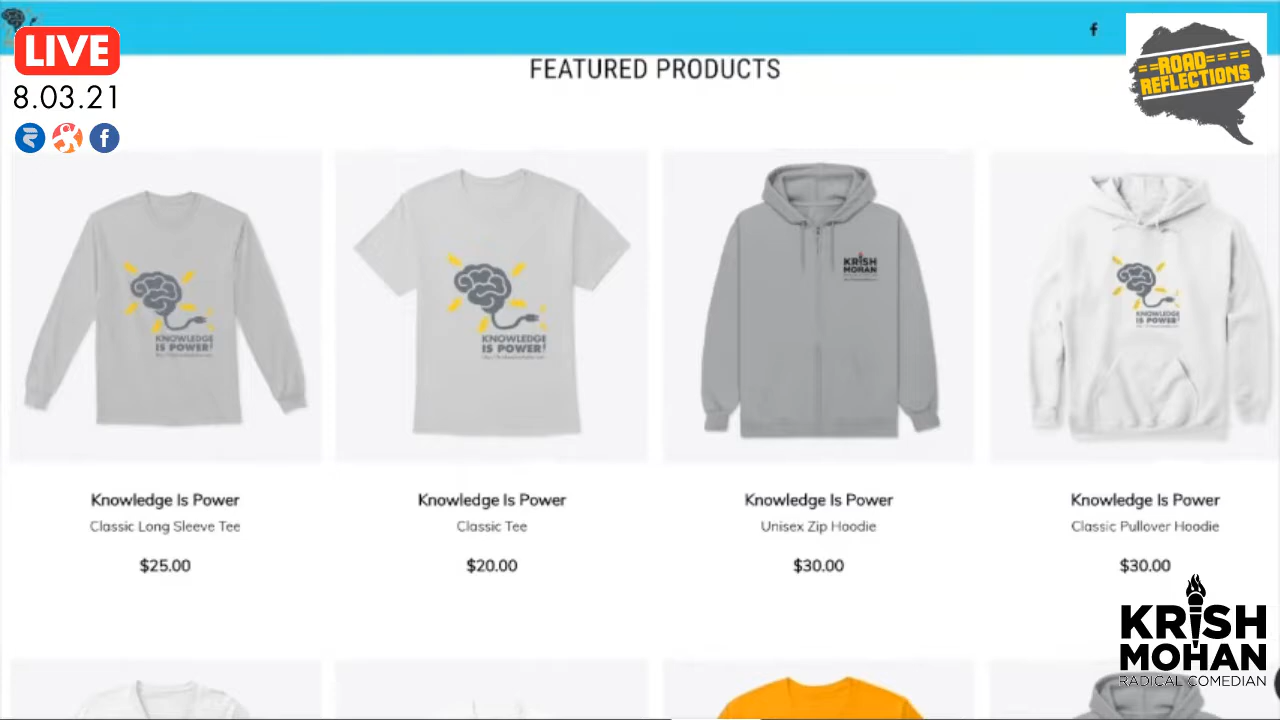 LIVE
8.03.21
FEATURED PRODUCTS
==ROAD====
REFLECTIONS
KNOWLEDGE
IS POWER!
KNOWLEDGE
IS POWER!
KRISH
MOHAN
KNOWLEDGE
IS POWER!
Knowledge Is Power
Classic Long Sleeve Tee
$25.00
Knowledge Is Power
Classic Tee
$20.00
Knowledge Is Power
Unisex Zip Hoodie
$30.00
Knowledge Is Power
Classic Pullover Hoodie
$30.00
KRISH
MOHAN
RADICAL COMEDIAN